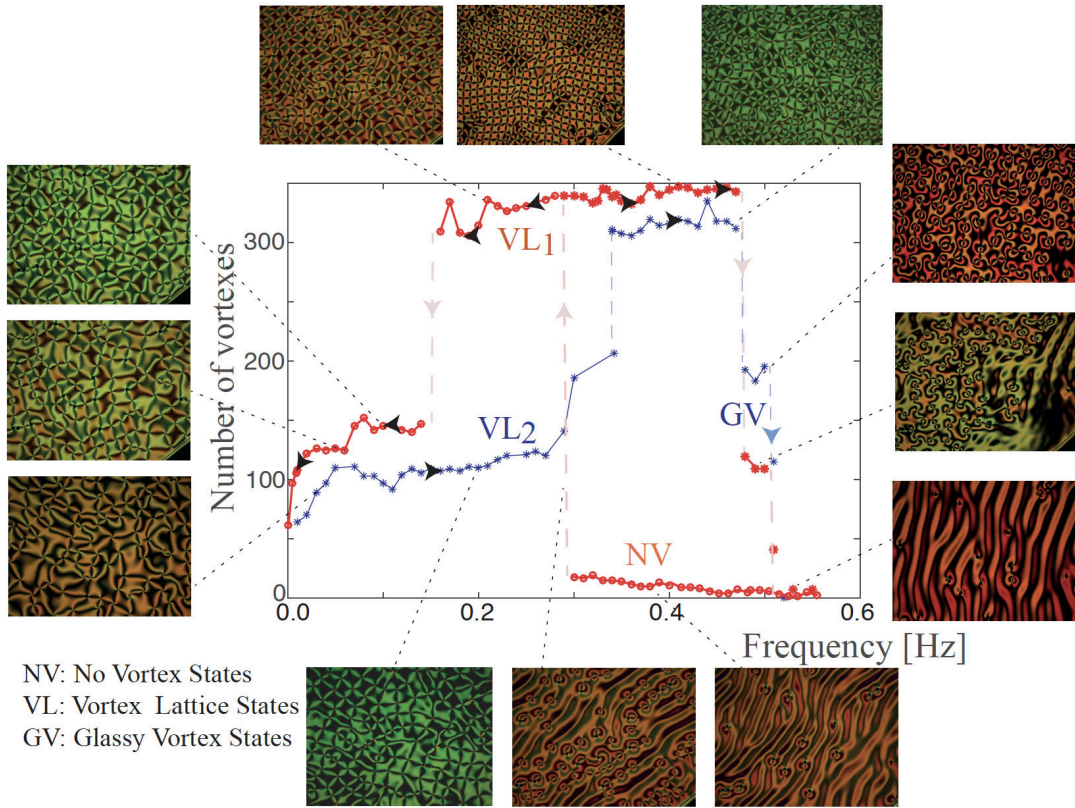 300
200
100
0
0.0
0.2
0.4
0.6
Number of vortexes
Frequency [Hz]
VL1
VL2
GV
NV
NV: No Vortex States
VL: Vortex Lattice States
GV: Glassy Vortex States